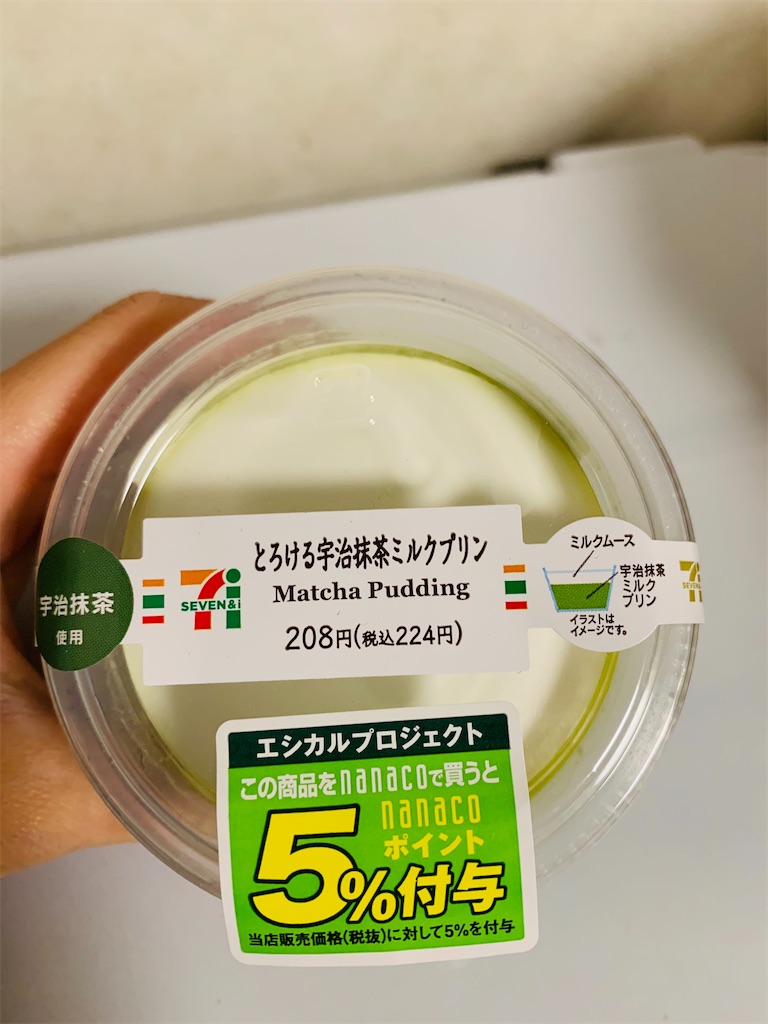 宇治抹茶
使用
SEVEN&i
とろける宇治抹茶ミルクプリン
Matcha Pudding
208円(税込224円)
ミルクムース
宇治抹茶
ミルク
プリン
イラストは
イメージです。
エシカルプロジェクト
この商品をnanacoで買うと
nanaco
ポイント
5%付与
当店販売価格(税抜)に対して5%を付与